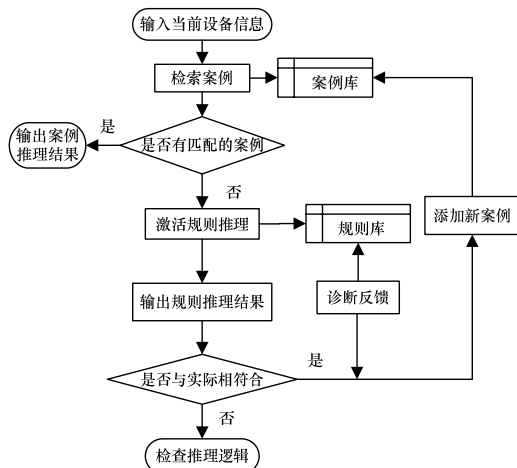 输入当前设备信息
检索案例
案例库
是
输出案例
推理结果
是否有匹配的案例
否
激活规则推理
规则库
添加新案例
输出规则推理结果
诊断反馈
是
是否与实际相符合
否
检查推理逻辑